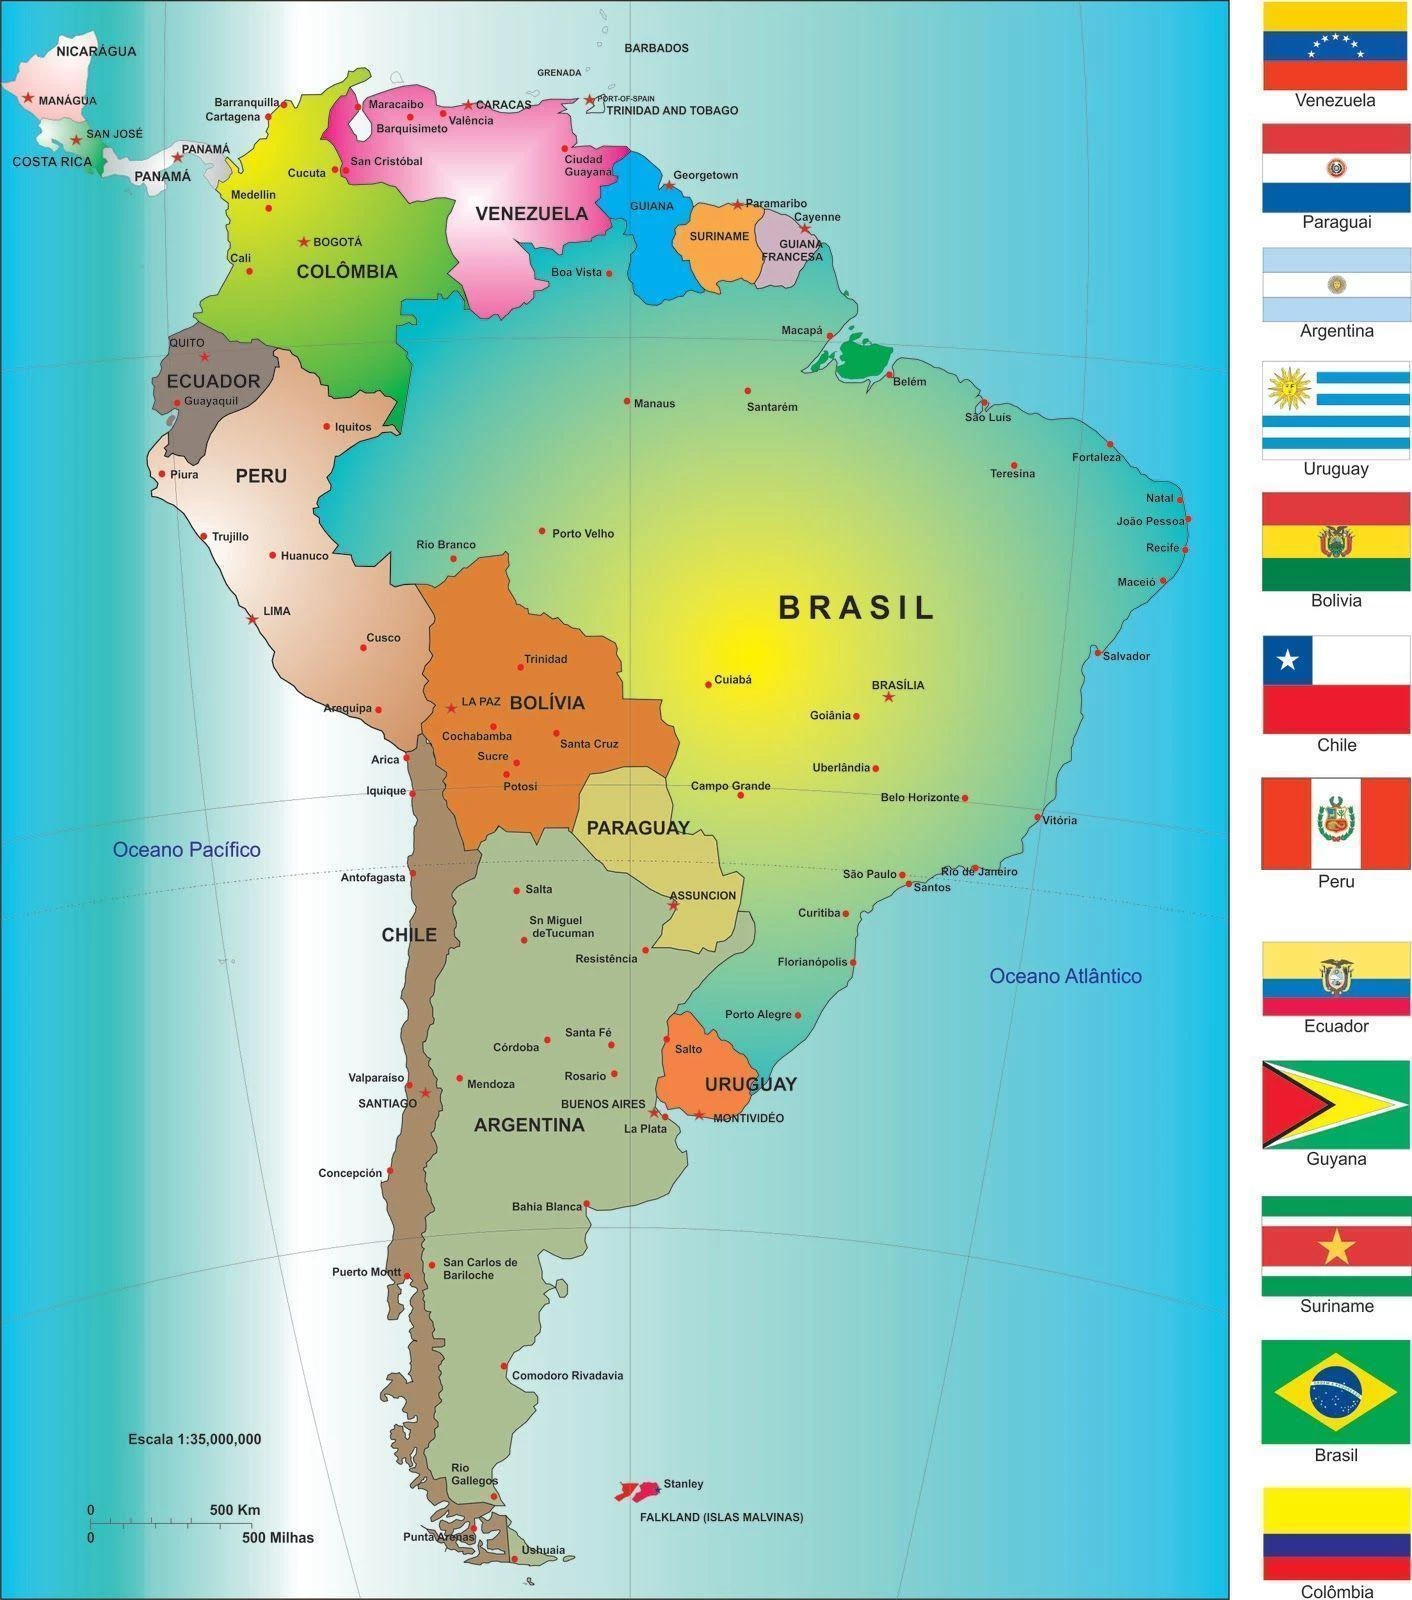 NICARÁGUA
MANÁGUA
SAN JOSÉ
COSTA RICA
PANAMÁ
PANAMÁ
BARBADOS
GRENADA
PORT-OF-SPAIN
TRINIDAD AND TOBAGO
Barranquilla
Cartagena
Maracaibo
CARACAS
Valência
Barquisimeto
San Cristóbal
Cucuta
Ciudad
Guayana
Medellin
VENEZUELA
Georgetown
GUIANA
Paramaribo
SURINAME
Cayenne
GUIANA
FRANCESA
BOGOTÁ
Cali
COLÔMBIA
Boa Vista
Macapá
QUITO
ECUADOR
Guayaquil
Belém
Manaus
Santarém
São Luís
Iquitos
Fortaleza
Piura
PERU
Teresina
Natal
João Pessoa
Recife
Trujillo
Huanuco
Rio Branco
Porto Velho
Maceió
LIMA
BRASIL
Cusco
Salvador
Trinidad
Cuiabá
BRASÍLIA
LA PAZ
BOLÍVIA
Arequipa
Goiânia
Cochabamba
Santa Cruz
Sucre
Potosi
Arica
Uberlândia
Iquique
Campo Grande
Belo Horizonte
Vitória
PARAGUAY
Oceano Pacífico
Antofagasta
São Paulo
Rio de Janeiro
Santos
Salta
ASSUNCION
Curitiba
Sn Miguel
deTucuman
CHILE
Resistência
Florianópolis
Oceano Atlântico
Porto Alegre
Santa Fé
Córdoba
Salto
Valparaíso
Mendoza
Rosario
URUGUAY
SANTIAGO
BUENOS AIRES
MONTIVIDÉO
La Plata
ARGENTINA
Concepción
Bahia Blanca
San Carlos de
Bariloche
Puerto Montt
Comodoro Rivadavia
Escala 1:35,000,000
0
500 Km
0
500 Milhas
Rio
Gallegos
Stanley
FALKLAND (ISLAS MALVINAS)
Punta Arenas
Ushuaia
Venezuela
Paraguai
Argentina
Uruguay
Bolivia
Chile
Peru
Ecuador
Guyana
Suriname
Brasil
Colômbia